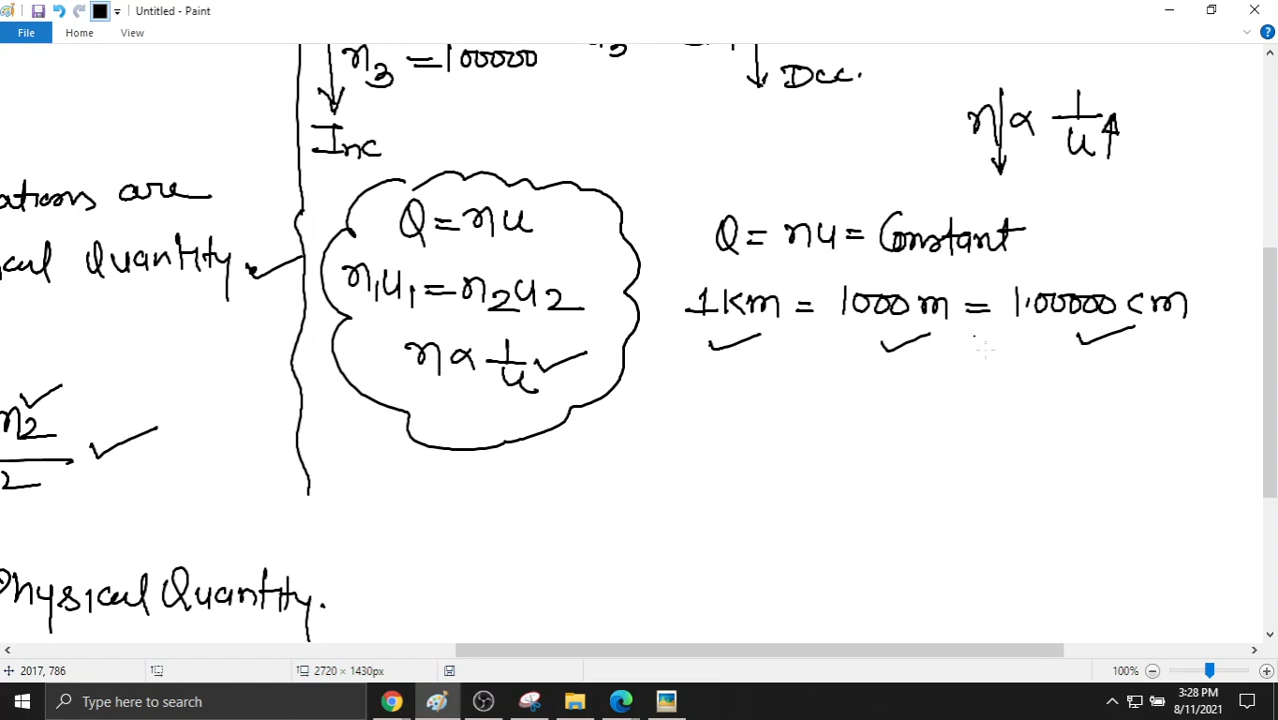 Untitled - Paint
File Home View
n3 = 100000
Dec.
Inc
n ∝ 1/u
ations are
cal Quantity
Q = nu
n1u1 = n2u2
n ∝ 1/u
Q = nu = Constant
1 Km = 1000 m = 1.00000 cm
n2
2
Physical Quantity.
2017, 786
2720 × 1430px
100%
Type here to search
3:28 PM
8/11/2021